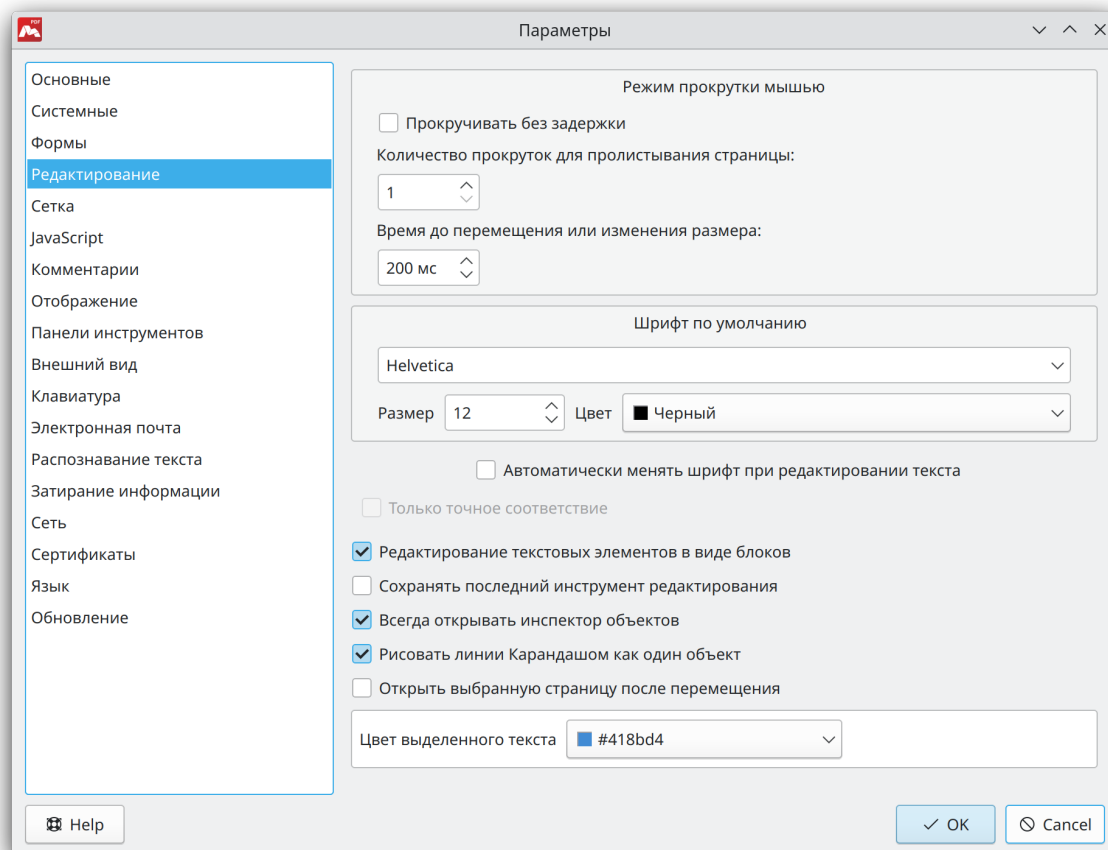 PDF
Параметры
Основные
Системные
Формы
Редактирование
Сетка
JavaScript
Комментарии
Отображение
Панели инструментов
Внешний вид
Клавиатура
Электронная почта
Распознавание текста
Затирание информации
Сеть
Сертификаты
Язык
Обновление
Режим прокрутки мышью
Прокручивать без задержки
Количество прокруток для пролистывания страницы:
1
Время до перемещения или изменения размера:
200 мс
Шрифт по умолчанию
Helvetica
Размер 12 Цвет Черный
Автоматически менять шрифт при редактировании текста
Только точное соответствие
Редактирование текстовых элементов в виде блоков
Сохранять последний инструмент редактирования
Всегда открывать инспектор объектов
Рисовать линии Карандашом как один объект
Открыть выбранную страницу после перемещения
Цвет выделенного текста #418bd4
Help OK Cancel